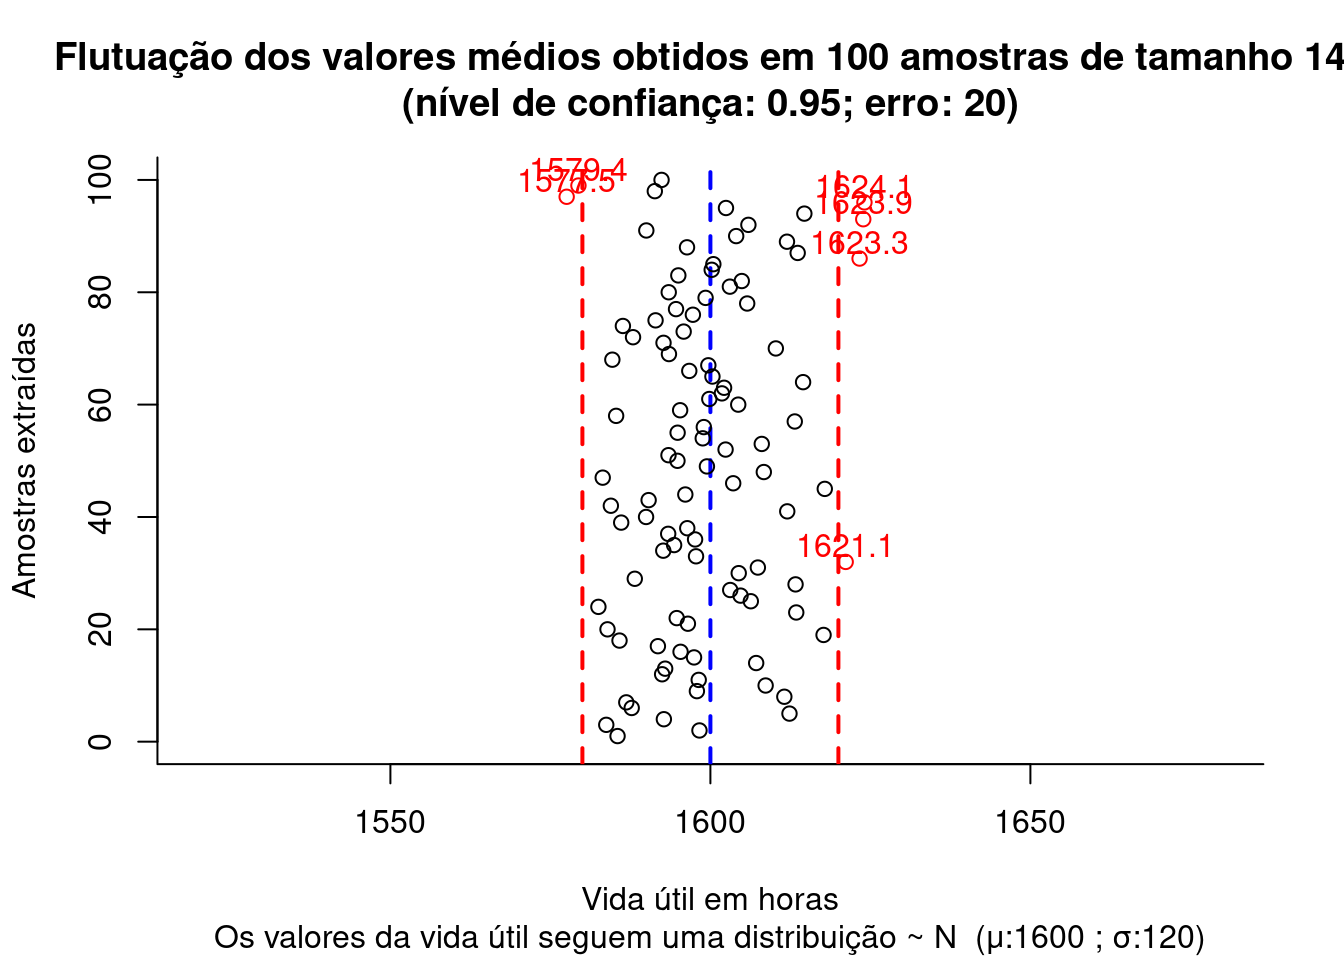 Flutuação dos valores médios obtidos em 100 amostras de tamanho 14
(nível de confiança: 0.95; erro: 20)
1579.4
1577.5
1624.1
1623.9
1623.3
1621.1
Amostras extraídas
100
80
60
40
20
0
1550 1600 1650
Vida útil em horas
Os valores da vida útil seguem uma distribuição ~ N (μ:1600 ; σ:120)